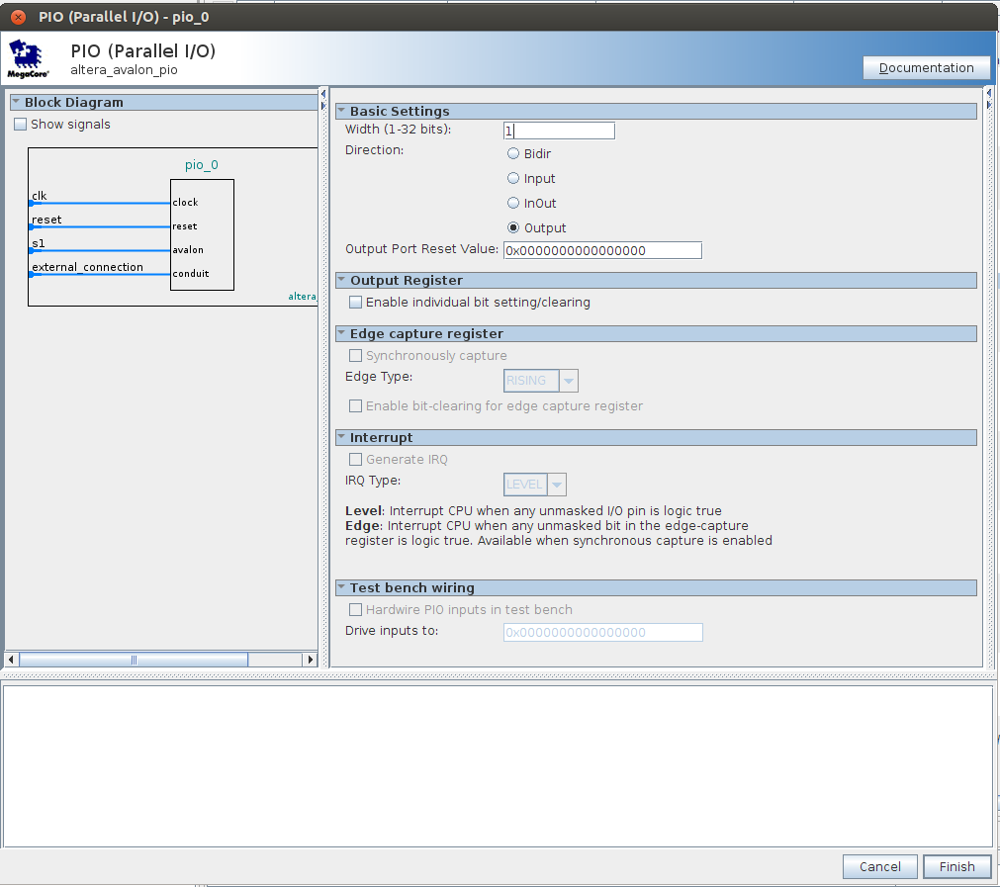 PIO (Parallel I/O) - pio_0
MegaCore®
PIO (Parallel I/O)
altera_avalon_pio
Documentation
Block Diagram
Show signals
pio_0
clk
clock
reset
reset
s1
avalon
external_connection
conduit
altera_
Basic Settings
Width (1-32 bits): 1
Direction:
Bidir
Input
InOut
Output
Output Port Reset Value: 0x0000000000000000
Output Register
Enable individual bit setting/clearing
Edge capture register
Synchronously capture
Edge Type: RISING
Enable bit-clearing for edge capture register
Interrupt
Generate IRQ
IRQ Type: LEVEL
Level: Interrupt CPU when any unmasked I/O pin is logic true
Edge: Interrupt CPU when any unmasked bit in the edge-capture
register is logic true. Available when synchronous capture is enabled
Test bench wiring
Hardwire PIO inputs in test bench
Drive inputs to: 0x0000000000000000
Cancel
Finish